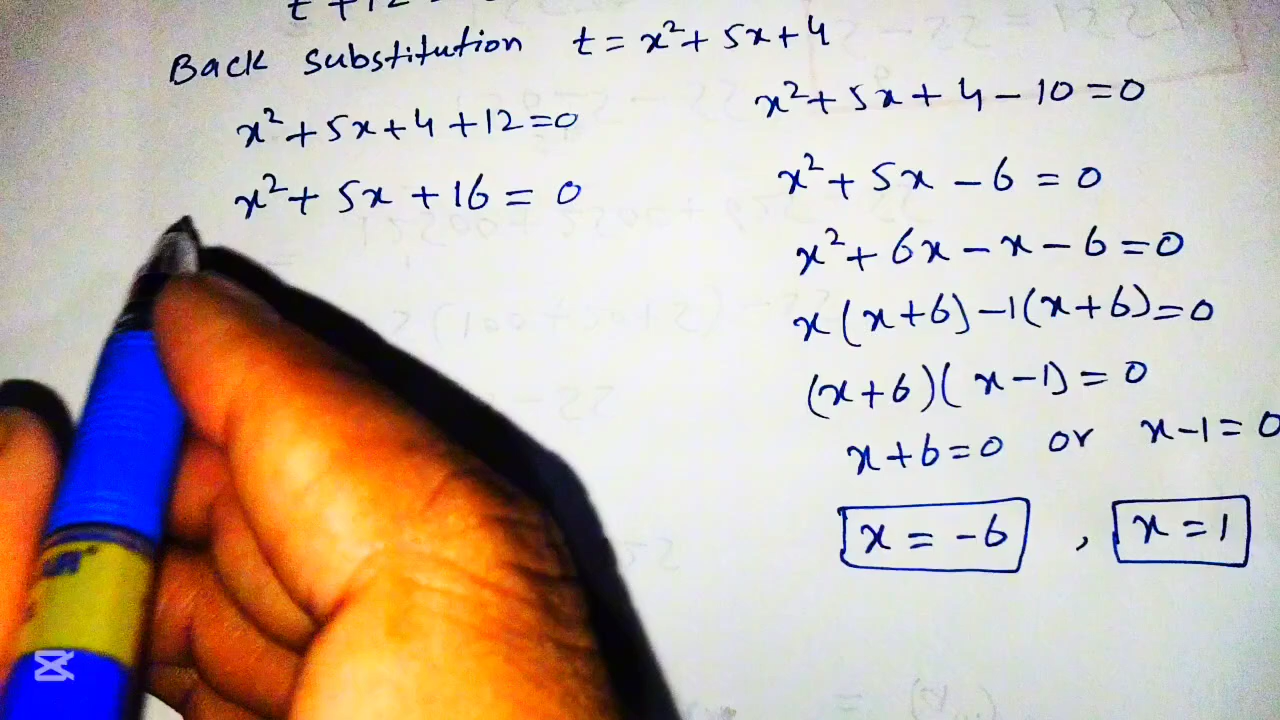 t + 12
Back substitution t = x² + 5x + 4
x² + 5x + 4 + 12 = 0
x² + 5x + 16 = 0
x² + 5x + 4 - 10 = 0
x² + 5x - 6 = 0
x² + 6x - x - 6 = 0
x(x+6) - 1(x+6) = 0
(x+6)(x-1) = 0
x+6=0 or x-1=0
x = -6 , x = 1